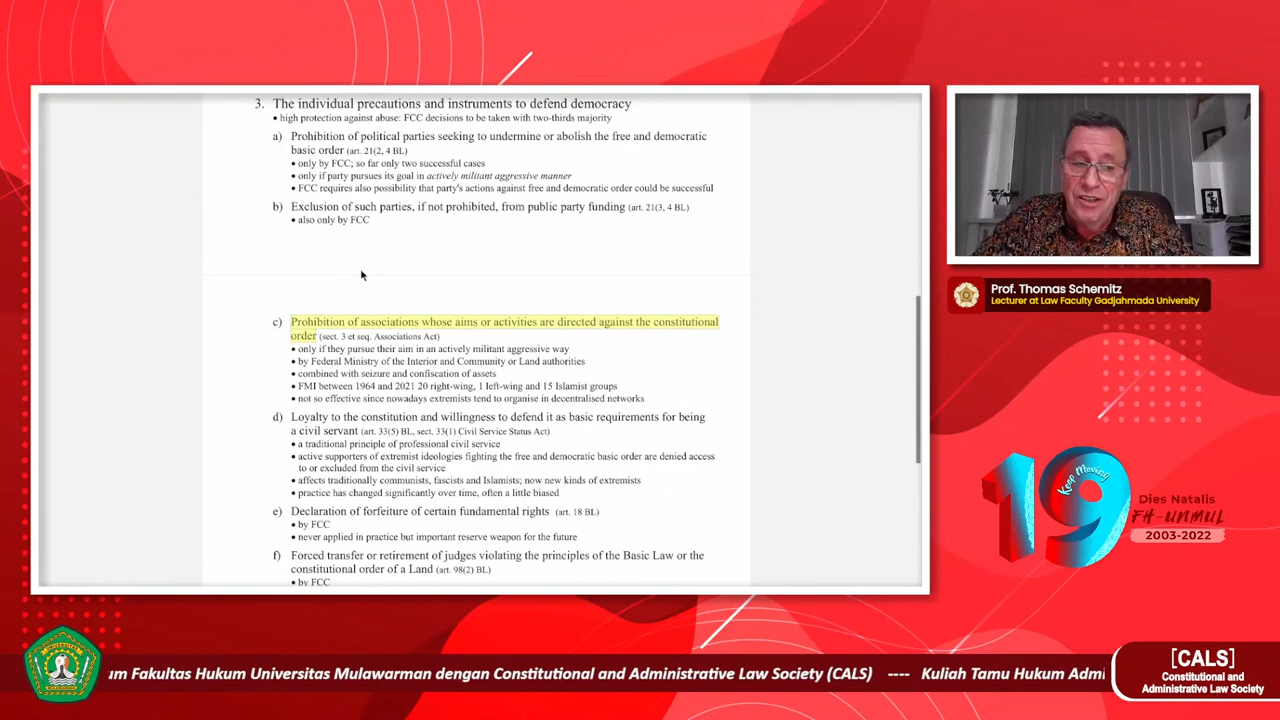 3. The individual precautions and instruments to defend democracy
• high protection against abuse: FCC decisions to be taken with two-thirds majority
a) Prohibition of political parties seeking to undermine or abolish the free and democratic
basic order (art. 21(2, 4 BL)
• only by FCC; so far only two successful cases
• only if party pursues its goal in actively militant aggressive manner
• FCC requires also possibility that party's actions against free and democratic order could be successful
b) Exclusion of such parties, if not prohibited, from public party funding (art. 21(3, 4 BL)
• also only by FCC
c) Prohibition of associations whose aims or activities are directed against the constitutional
order (sect. 3 et seq. Associations Act)
• only if they pursue their aim in an actively militant aggressive way
• by Federal Ministry of the Interior and Community or Land authorities
• combined with seizure and confiscation of assets
• FMI between 1964 and 2021 20 right-wing, 1 left-wing and 15 Islamist groups
• not so effective since nowadays extremists tend to organise in decentralised networks
d) Loyalty to the constitution and willingness to defend it as basic requirements for being
a civil servant (art. 33(5) BL, sect. 33(1) Civil Service Status Act)
• a traditional principle of professional civil service
• active supporters of extremist ideologies fighting the free and democratic basic order are denied access
to or excluded from the civil service
• affects traditionally communists, fascists and Islamists; now new kinds of extremists
• practice has changed significantly over time, often a little biased
e) Declaration of forfeiture of certain fundamental rights (art. 18 BL)
• by FCC
• never applied in practice but important reserve weapon for the future
f) Forced transfer or retirement of judges violating the principles of the Basic Law or the
constitutional order of a Land (art. 98(2) BL)
• by FCC
Prof. Thomas Schemitz
Lecturer at Law Faculty Gadjahmada University
19
Keep Moving
Dies Natalis
FH-UNMUL
2003-2022
um Fakultas Hukum Universitas Mulawarman dengan Constitutional and Administrative Law Society (CALS) ---- Kuliah Tamu Hukum Admi
[CALS]
Constitutional and
Administrative Law Society